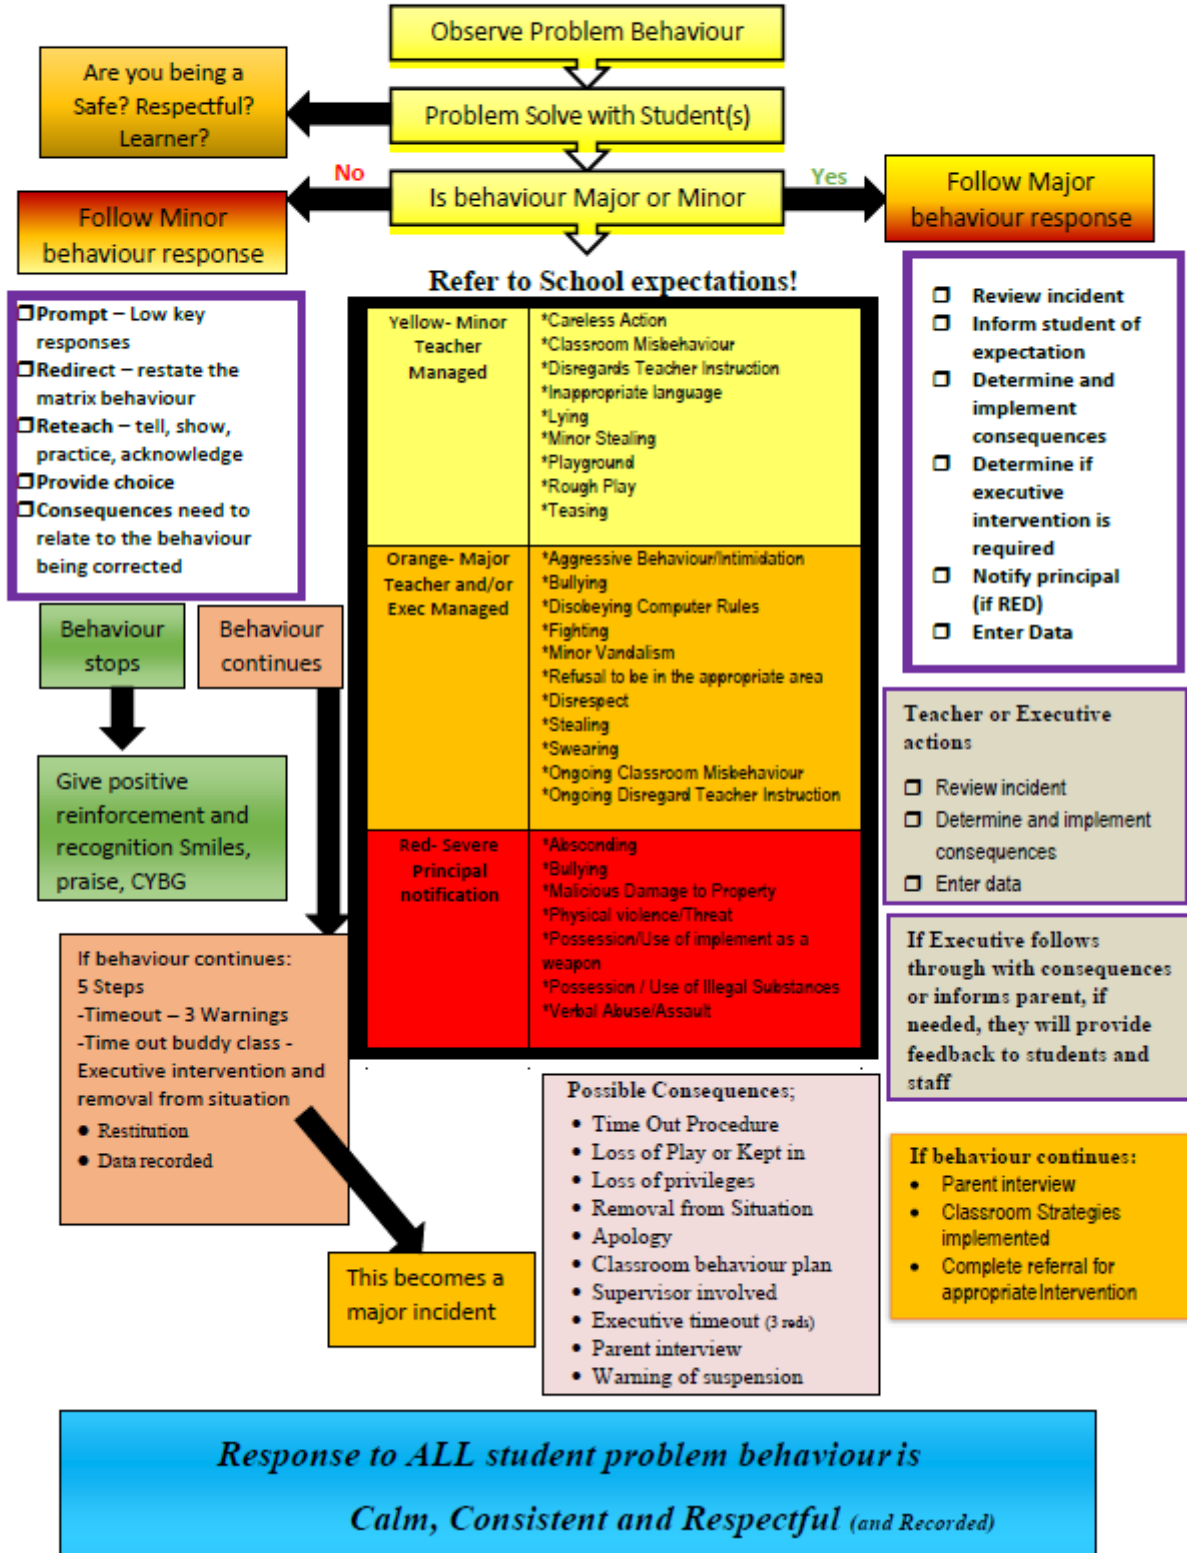 Observe Problem Behaviour
Are you being a
Safe? Respectful?
Learner?
Problem Solve with Student(s)
No
Is behaviour Major or Minor
Yes
Follow Minor
behaviour response
Follow Major
behaviour response
Refer to School expectations!
❒Prompt – Low key
responses
❒Redirect – restate the
matrix behaviour
❒Reteach – tell, show,
practice, acknowledge
❒Provide choice
❒Consequences need to
relate to the behaviour
being corrected
Behaviour
stops
Behaviour
continues
Give positive
reinforcement and
recognition Smiles,
praise, CYBG
If behaviour continues:
5 Steps
-Timeout – 3 Warnings
-Time out buddy class -
Executive intervention and
removal from situation
• Restitution
• Data recorded
This becomes a
major incident
Yellow- Minor
Teacher
Managed
*Careless Action
*Classroom Misbehaviour
*Disregards Teacher Instruction
*Inappropriate language
*Lying
*Minor Stealing
*Playground
*Rough Play
*Teasing
Orange- Major
Teacher and/or
Exec Managed
*Aggressive Behaviour/Intimidation
*Bullying
*Disobeying Computer Rules
*Fighting
*Minor Vandalism
*Refusal to be in the appropriate area
*Disrespect
*Stealing
*Swearing
*Ongoing Classroom Misbehaviour
*Ongoing Disregard Teacher Instruction
Red- Severe
Principal
notification
*Absconding
*Bullying
*Malicious Damage to Property
*Physical violence/Threat
*Possession/Use of implement as a
weapon
*Possession / Use of Illegal Substances
*Verbal Abuse/Assault
Possible Consequences;
• Time Out Procedure
• Loss of Play or Kept in
• Loss of privileges
• Removal from Situation
• Apology
• Classroom behaviour plan
• Supervisor involved
• Executive timeout (3 reds)
• Parent interview
• Warning of suspension
❒ Review incident
❒ Inform student of
expectation
❒ Determine and
implement
consequences
❒ Determine if
executive
intervention is
required
❒ Notify principal
(if RED)
❒ Enter Data
Teacher or Executive
actions
❒ Review incident
❒ Determine and implement
consequences
❒ Enter data
If Executive follows
through with consequences
or informs parent, if
needed, they will provide
feedback to students and
staff
If behaviour continues:
• Parent interview
• Classroom Strategies
implemented
• Complete referral for
appropriate Intervention
Response to ALL student problem behaviour is
Calm, Consistent and Respectful (and Recorded)